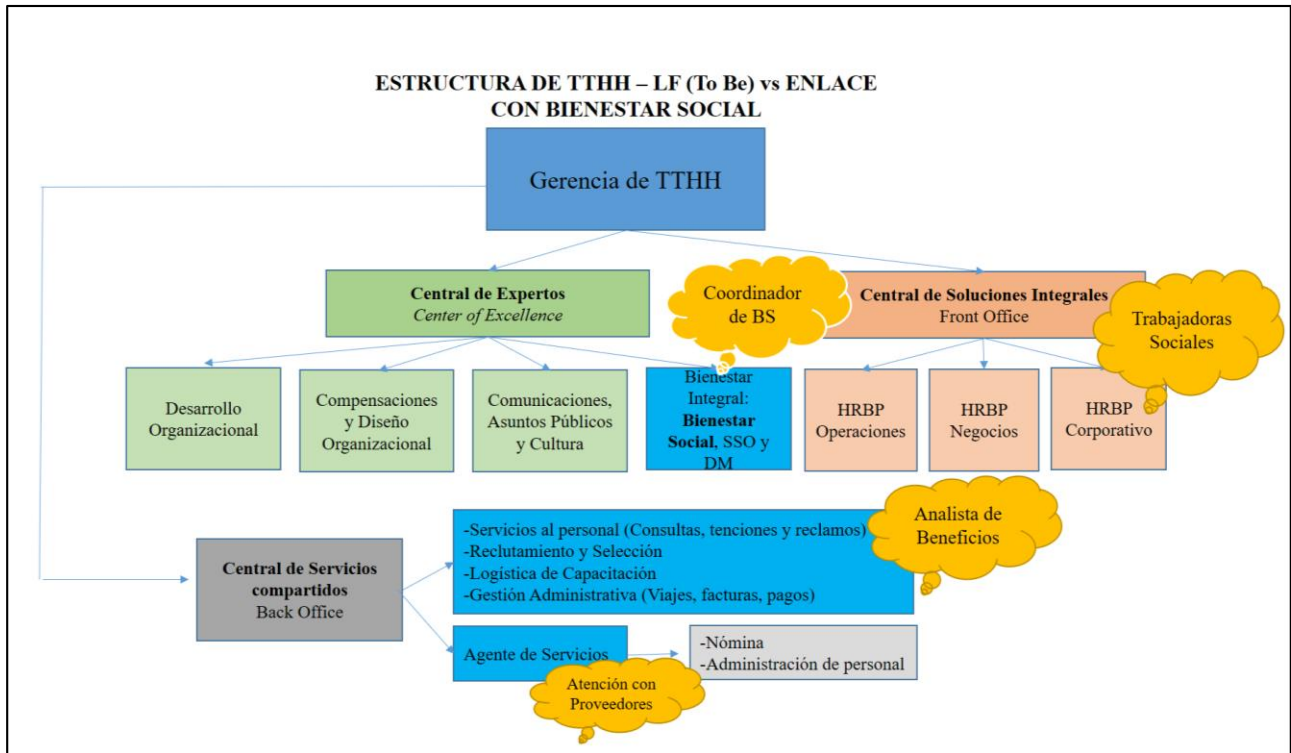 ESTRUCTURA DE TTHH – LF (To Be) vs ENLACE
CON BIENESTAR SOCIAL
Gerencia de TTHH
Central de Expertos
Center of Excellence
Coordinador
de BS
Central de Soluciones Integrales
Front Office
Trabajadoras
Sociales
Desarrollo
Organizacional
Compensaciones
y Diseño
Organizacional
Comunicaciones,
Asuntos Públicos
y Cultura
Bienestar
Integral:
Bienestar
Social, SSO y
DM
HRBP
Operaciones
HRBP
Negocios
HRBP
Corporativo
Central de Servicios
compartidos
Back Office
-Servicios al personal (Consultas, tenciones y reclamos)
-Reclutamiento y Selección
-Logística de Capacitación
-Gestión Administrativa (Viajes, facturas, pagos)
Analista de
Beneficios
Agente de Servicios
-Nómina
-Administración de personal
Atención con
Proveedores